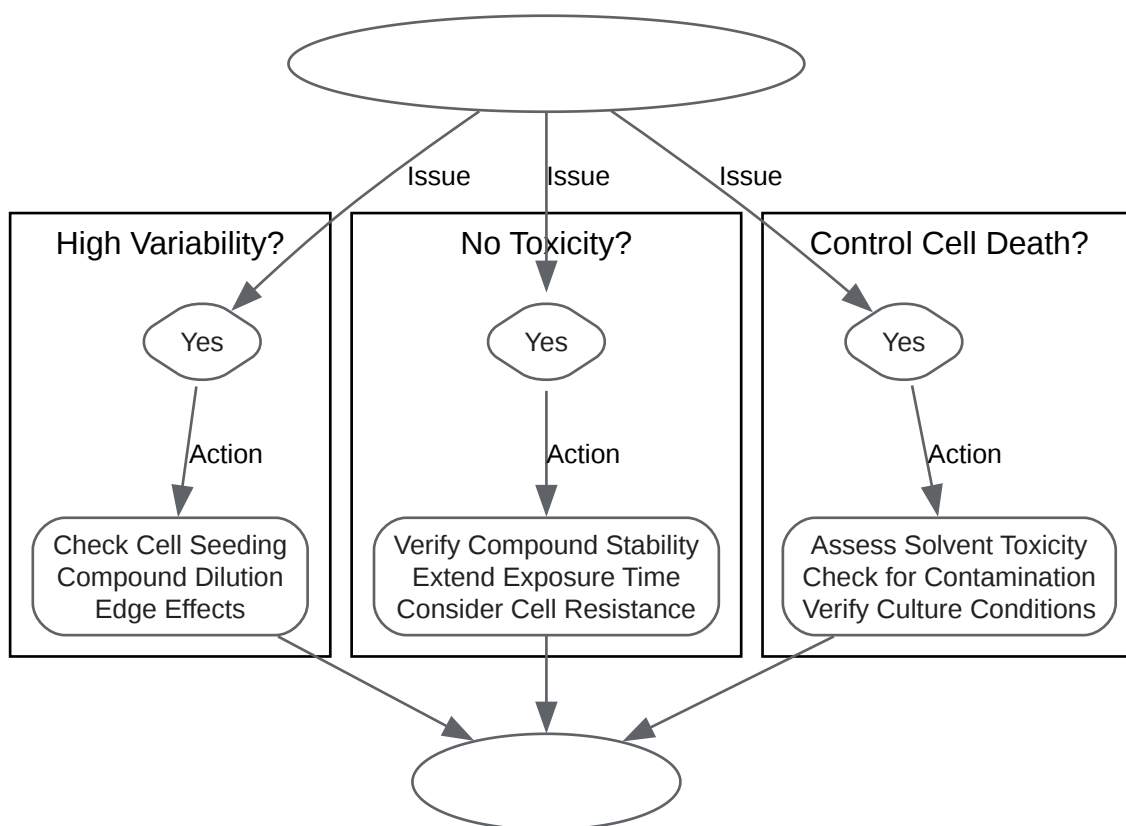 Issue
Issue
Issue
High Variability?
No Toxicity?
Control Cell Death?
Yes
Yes
Yes
Action
Action
Action
Check Cell Seeding
Compound Dilution
Edge Effects
Verify Compound Stability
Extend Exposure Time
Consider Cell Resistance
Assess Solvent Toxicity
Check for Contamination
Verify Culture Conditions